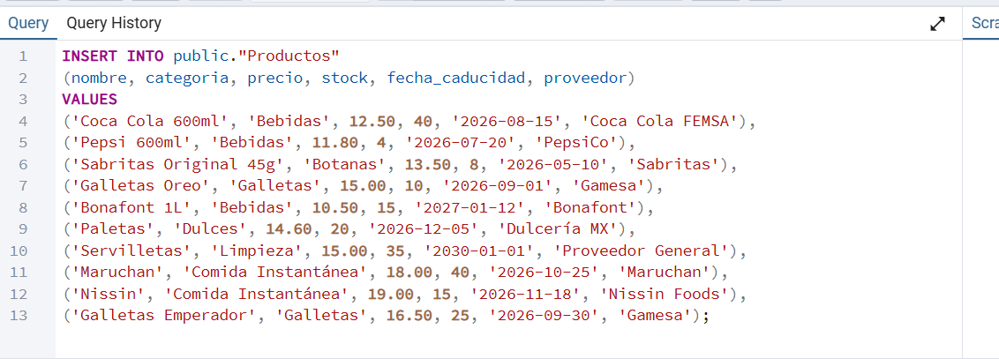 Query Query History
1 INSERT INTO public."Productos"
2 (nombre, categoria, precio, stock, fecha_caducidad, proveedor)
3 VALUES
4 ('Coca Cola 600ml', 'Bebidas', 12.50, 40, '2026-08-15', 'Coca Cola FEMSA'),
5 ('Pepsi 600ml', 'Bebidas', 11.80, 4, '2026-07-20', 'PepsiCo'),
6 ('Sabritas Original 45g', 'Botanas', 13.50, 8, '2026-05-10', 'Sabritas'),
7 ('Galletas Oreo', 'Galletas', 15.00, 10, '2026-09-01', 'Gamesa'),
8 ('Bonafont 1L', 'Bebidas', 10.50, 15, '2027-01-12', 'Bonafont'),
9 ('Paletas', 'Dulces', 14.60, 20, '2026-12-05', 'Dulcería MX'),
10 ('Servilletas', 'Limpieza', 15.00, 35, '2030-01-01', 'Proveedor General'),
11 ('Maruchan', 'Comida Instantánea', 18.00, 40, '2026-10-25', 'Maruchan'),
12 ('Nissin', 'Comida Instantánea', 19.00, 15, '2026-11-18', 'Nissin Foods'),
13 ('Galletas Emperador', 'Galletas', 16.50, 25, '2026-09-30', 'Gamesa');